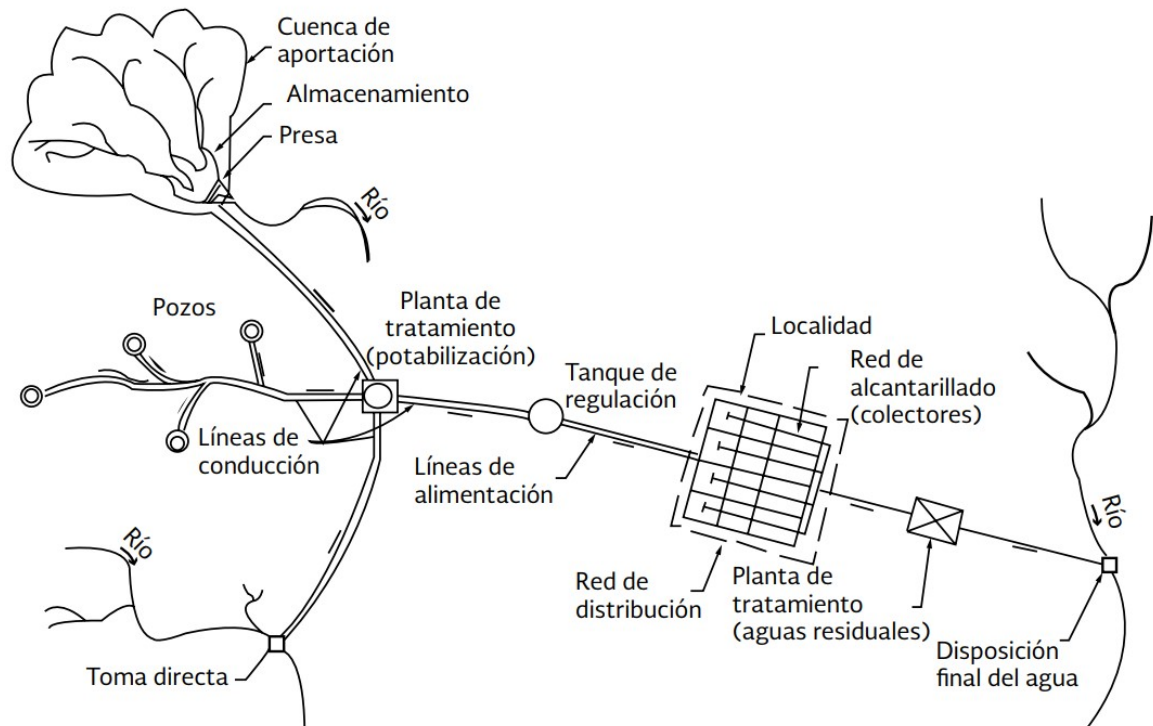 Cuenca de
aportación
Almacenamiento
Presa
Río
Pozos
Planta de
tratamiento
(potabilización)
Líneas de
conducción
Tanque de
regulación
Líneas de
alimentación
Localidad
Red de
alcantarillado
(colectores)
Río
Río
Toma directa
Red de
distribución
Planta de
tratamiento
(aguas residuales)
Disposición
final del agua